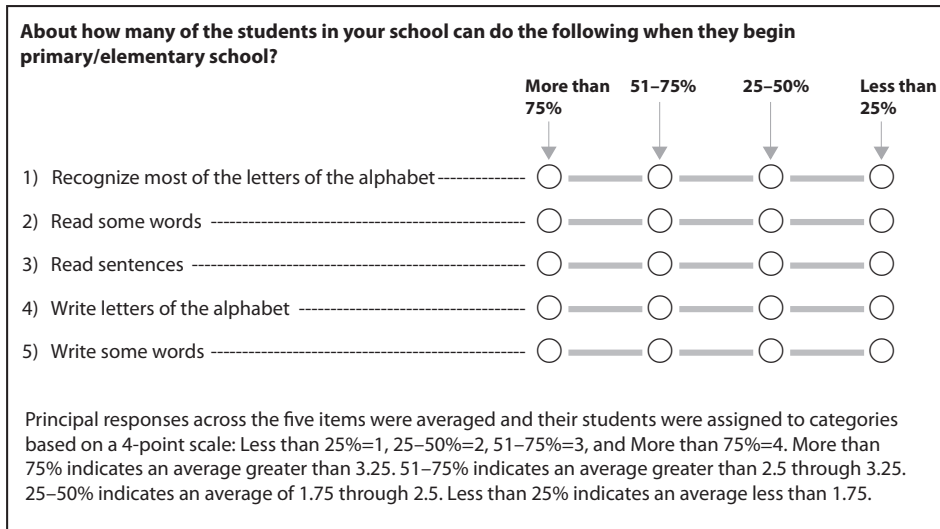 About how many of the students in your school can do the following when they begin
primary/elementary school?
More than 51–75% 25–50% Less than
75% 25%
1) Recognize most of the letters of the alphabet
2) Read some words
3) Read sentences
4) Write letters of the alphabet
5) Write some words
Principal responses across the five items were averaged and their students were assigned to categories
based on a 4-point scale: Less than 25%=1, 25–50%=2, 51–75%=3, and More than 75%=4. More than
75% indicates an average greater than 3.25. 51–75% indicates an average greater than 2.5 through 3.25.
25–50% indicates an average of 1.75 through 2.5. Less than 25% indicates an average less than 1.75.